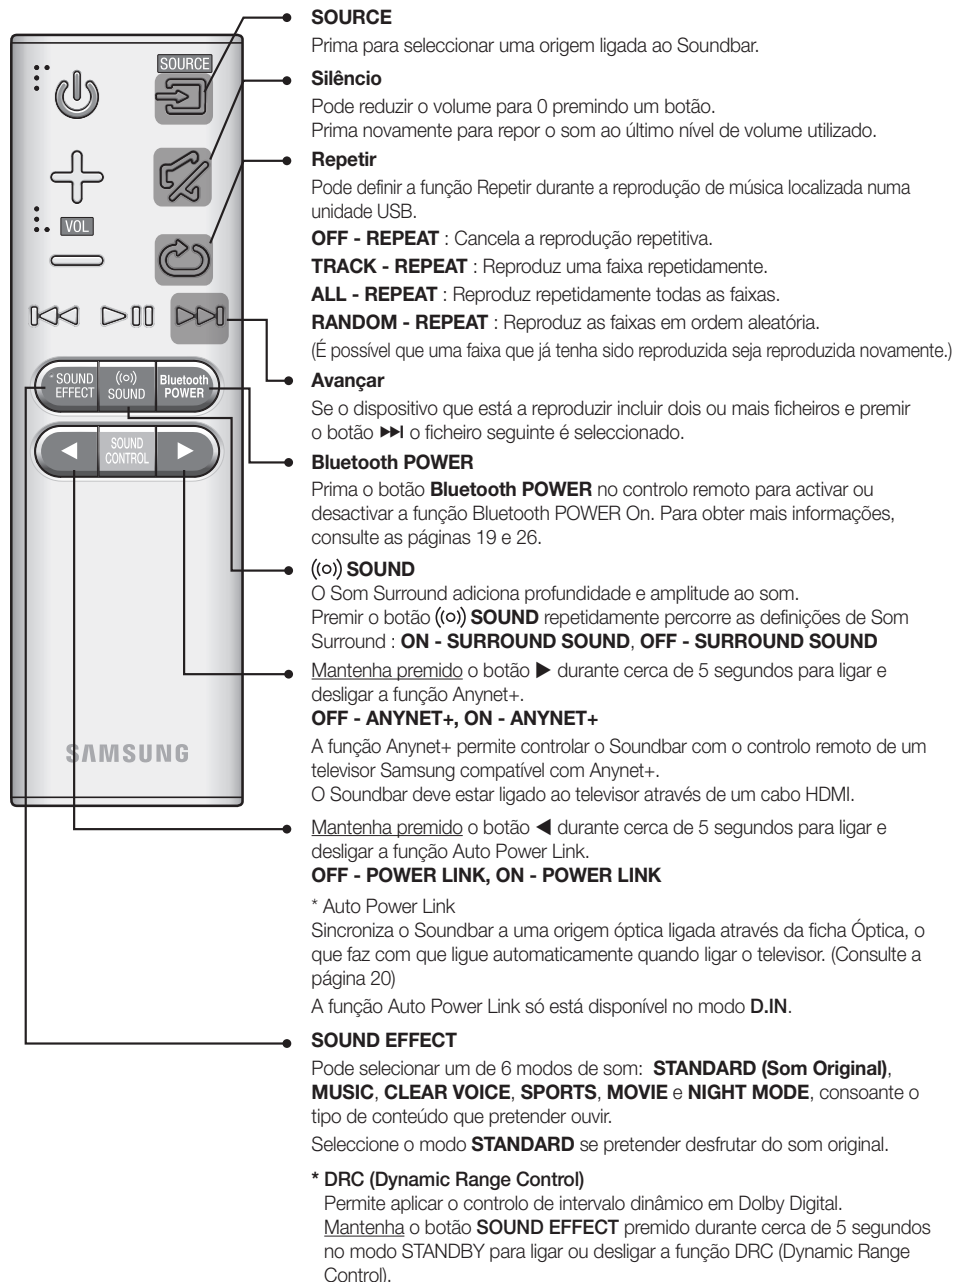 SOURCE
Prima para seleccionar uma origem ligada ao Soundbar.
Silêncio
Pode reduzir o volume para 0 premindo um botão.
Prima novamente para repor o som ao último nível de volume utilizado.
Repetir
Pode definir a função Repetir durante a reprodução de música localizada numa
unidade USB.
OFF - REPEAT : Cancela a reprodução repetitiva.
TRACK - REPEAT : Reproduz uma faixa repetidamente.
ALL - REPEAT : Reproduz repetidamente todas as faixas.
RANDOM - REPEAT : Reproduz as faixas em ordem aleatória.
(É possível que uma faixa que já tenha sido reproduzida seja reproduzida novamente.)
Avançar
Se o dispositivo que está a reproduzir incluir dois ou mais ficheiros e premir
o botão ▶▶| o ficheiro seguinte é seleccionado.
Bluetooth POWER
Prima o botão Bluetooth POWER no controlo remoto para activar ou
desactivar a função Bluetooth POWER On. Para obter mais informações,
consulte as páginas 19 e 26.
((o)) SOUND
O Som Surround adiciona profundidade e amplitude ao som.
Premir o botão ((o)) SOUND repetidamente percorre as definições de Som
Surround : ON - SURROUND SOUND, OFF - SURROUND SOUND
Mantenha premido o botão ▶ durante cerca de 5 segundos para ligar e
desligar a função Anynet+.
OFF - ANYNET+, ON - ANYNET+
A função Anynet+ permite controlar o Soundbar com o controlo remoto de um
televisor Samsung compatível com Anynet+.
O Soundbar deve estar ligado ao televisor através de um cabo HDMI.
Mantenha premido o botão ◀ durante cerca de 5 segundos para ligar e
desligar a função Auto Power Link.
OFF - POWER LINK, ON - POWER LINK
* Auto Power Link
Sincroniza o Soundbar a uma origem óptica ligada através da ficha Óptica, o
que faz com que ligue automaticamente quando ligar o televisor. (Consulte a
página 20)
A função Auto Power Link só está disponível no modo D.IN.
SOUND EFFECT
Pode selecionar um de 6 modos de som: STANDARD (Som Original),
MUSIC, CLEAR VOICE, SPORTS, MOVIE e NIGHT MODE, consoante o
tipo de conteúdo que pretender ouvir.
Seleccione o modo STANDARD se pretender desfrutar do som original.
* DRC (Dynamic Range Control)
Permite aplicar o controlo de intervalo dinâmico em Dolby Digital.
Mantenha o botão SOUND EFFECT premido durante cerca de 5 segundos
no modo STANDBY para ligar ou desligar a função DRC (Dynamic Range
Control).
SOURCE
VOL
* SOUND
EFFECT
((o))
SOUND
Bluetooth
POWER
SOUND
CONTROL
SAMSUNG